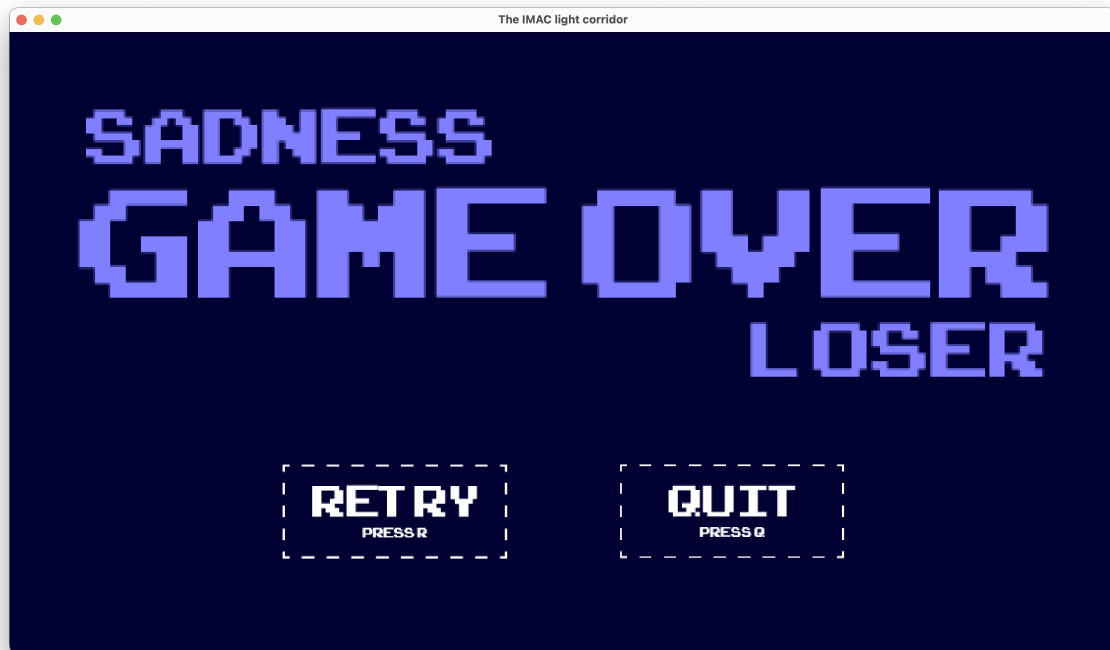 The IMAC light corridor
SADNESS
GAME OVER
LOSER
RETRY
PRESS R
QUIT
PRESS Q